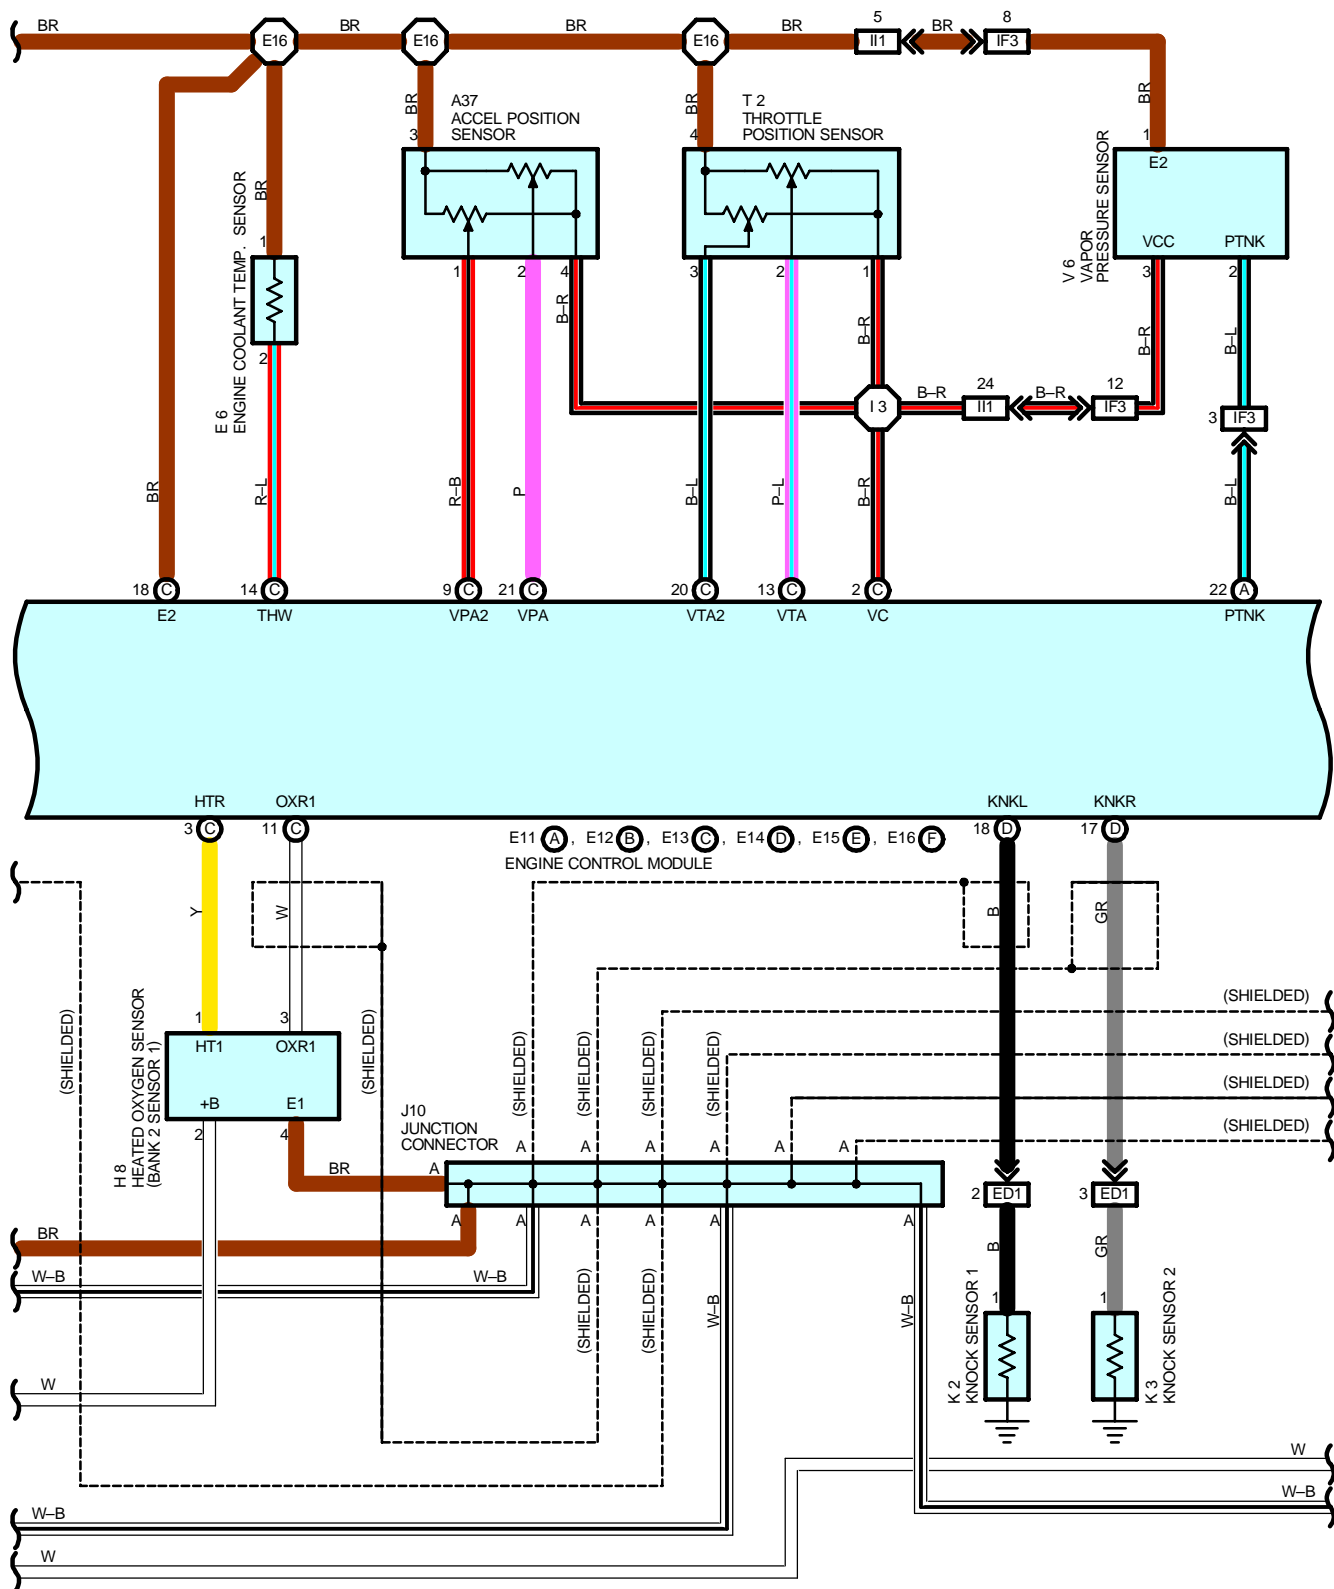 BR
BR
BR
BR
5
II1
BR
8
IF3
E16
E16
E16
BR
BR
BR
BR
A37
ACCEL POSITION
SENSOR
3
T 2
THROTTLE
POSITION SENSOR
4
1
E2
VCC
PTNK
V 6
VAPOR
PRESSURE SENSOR
1
2
E 6
ENGINE COOLANT TEMP. SENSOR
1
2
4
3
2
1
3
2
B–R
B–R
B–R
B–L
I 3
B–R
24
II1
B–R
12
IF3
3
IF3
BR
R–L
R–B
P
B–L
P–L
B–R
B–L
18
C
14
C
9
C
21
C
20
C
13
C
2
C
22
A
E2
THW
VPA2
VPA
VTA2
VTA
VC
PTNK
HTR
OXR1
KNKL
KNKR
3
C
11
C
E11 A , E12 B , E13 C , E14 D , E15 E , E16 F
ENGINE CONTROL MODULE
18
D
17
D
Y
W
B
GR
(SHIELDED)
(SHIELDED)
(SHIELDED)
(SHIELDED)
(SHIELDED)
(SHIELDED)
(SHIELDED)
(SHIELDED)
(SHIELDED)
(SHIELDED)
1
3
HT1
OXR1
+B
E1
2
4
H 8
HEATED OXYGEN SENSOR
(BANK 2 SENSOR 1)
J10
JUNCTION
CONNECTOR
BR
A
A
A
A
A
A
A
A
A
A
A
A
A
2
ED1
3
ED1
BR
W–B
W–B
(SHIELDED)
(SHIELDED)
W–B
W–B
B
GR
1
1
K 2
KNOCK SENSOR 1
K 3
KNOCK SENSOR 2
W
W
W–B
W–B
W